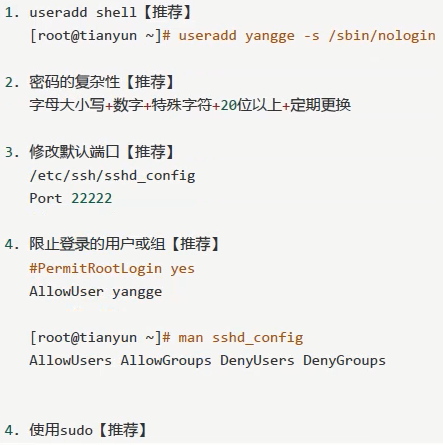 1. useradd shell【推荐】
[root@tianyun ~]# useradd yangge -s /sbin/nologin
2. 密码的复杂性【推荐】
字母大小写+数字+特殊字符+20位以上+定期更换
3. 修改默认端口【推荐】
/etc/ssh/sshd_config
Port 22222
4. 限止登录的用户或组【推荐】
#PermitRootLogin yes
AllowUser yangge
[root@tianyun ~]# man sshd_config
AllowUsers AllowGroups DenyUsers DenyGroups
4. 使用sudo【推荐】